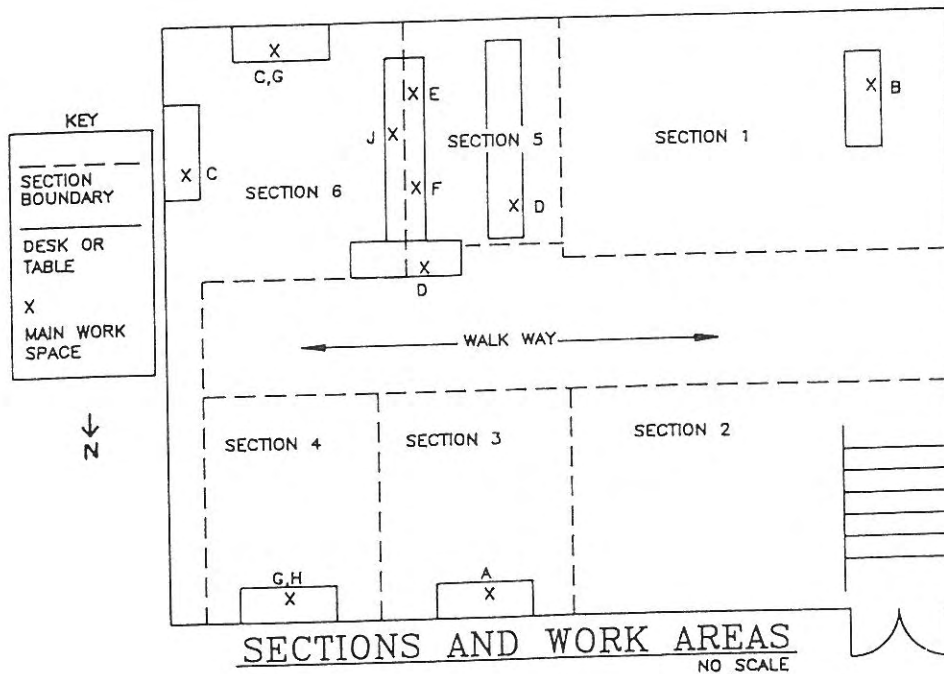 C,G
E
B
KEY
J
SECTION 5
SECTION 1
C
SECTION
BOUNDARY
SECTION 6
F
D
DESK OR
TABLE
D
X
MAIN WORK
SPACE
WALK WAY
N
SECTION 4
SECTION 3
SECTION 2
G,H
A
SECTIONS AND WORK AREAS
NO SCALE